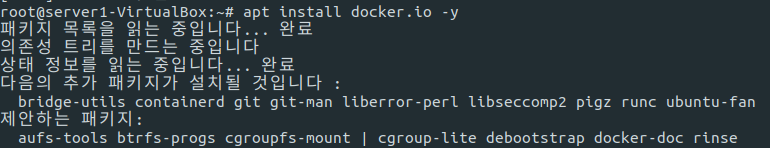 root@server1-VirtualBox:~# apt install docker.io -y
패키지 목록을 읽는 중입니다... 완료
의존성 트리를 만드는 중입니다
상태 정보를 읽는 중입니다... 완료
다음의 추가 패키지가 설치될 것입니다 :
  bridge-utils containerd git git-man liberror-perl libseccomp2 pigz runc ubuntu-fan
제안하는 패키지:
  aufs-tools btrfs-progs cgroupfs-mount | cgroup-lite debootstrap docker-doc rinse